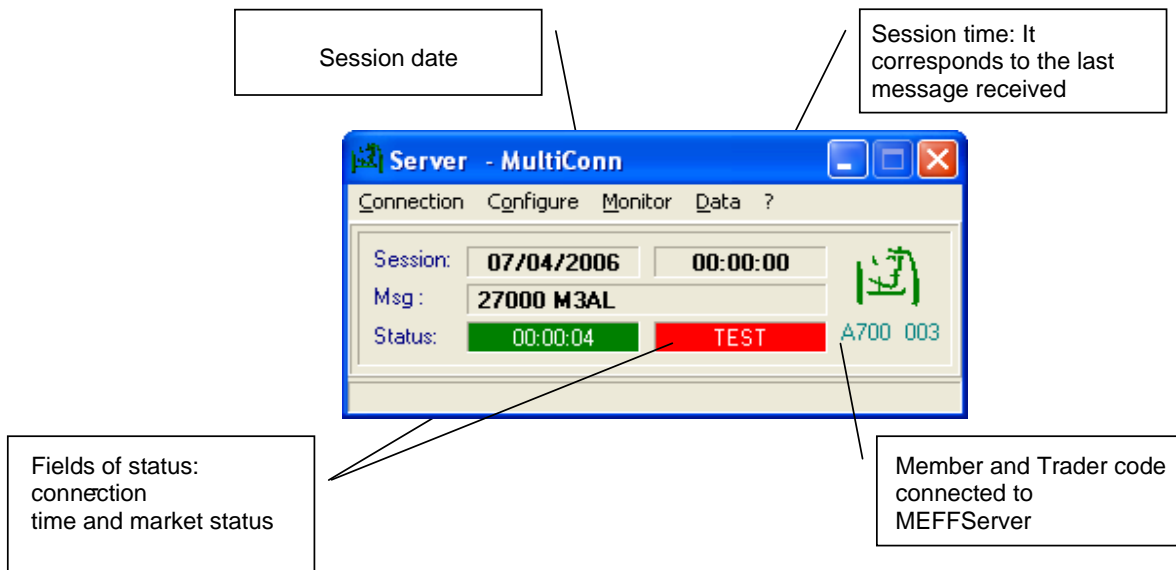 Session date
Session time: It
corresponds to the last
message received
Server - MultiConn
Connection Configure Monitor Data ?
Session: 07/04/2006 00:00:00
Msg : 27000 M3AL
Status: 00:00:04 TEST
A700 003
Fields of status:
connection
time and market status
Member and Trader code
connected to
MEFFServer